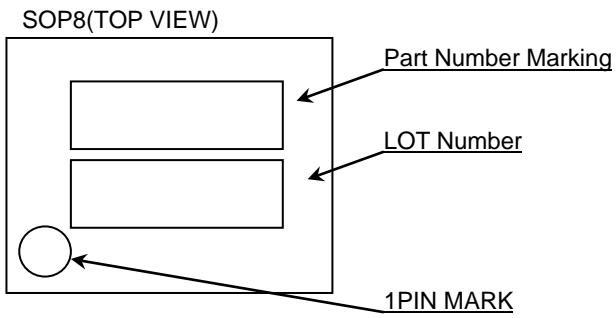 SOP8(TOP VIEW)
Part Number Marking
LOT Number
1PIN MARK